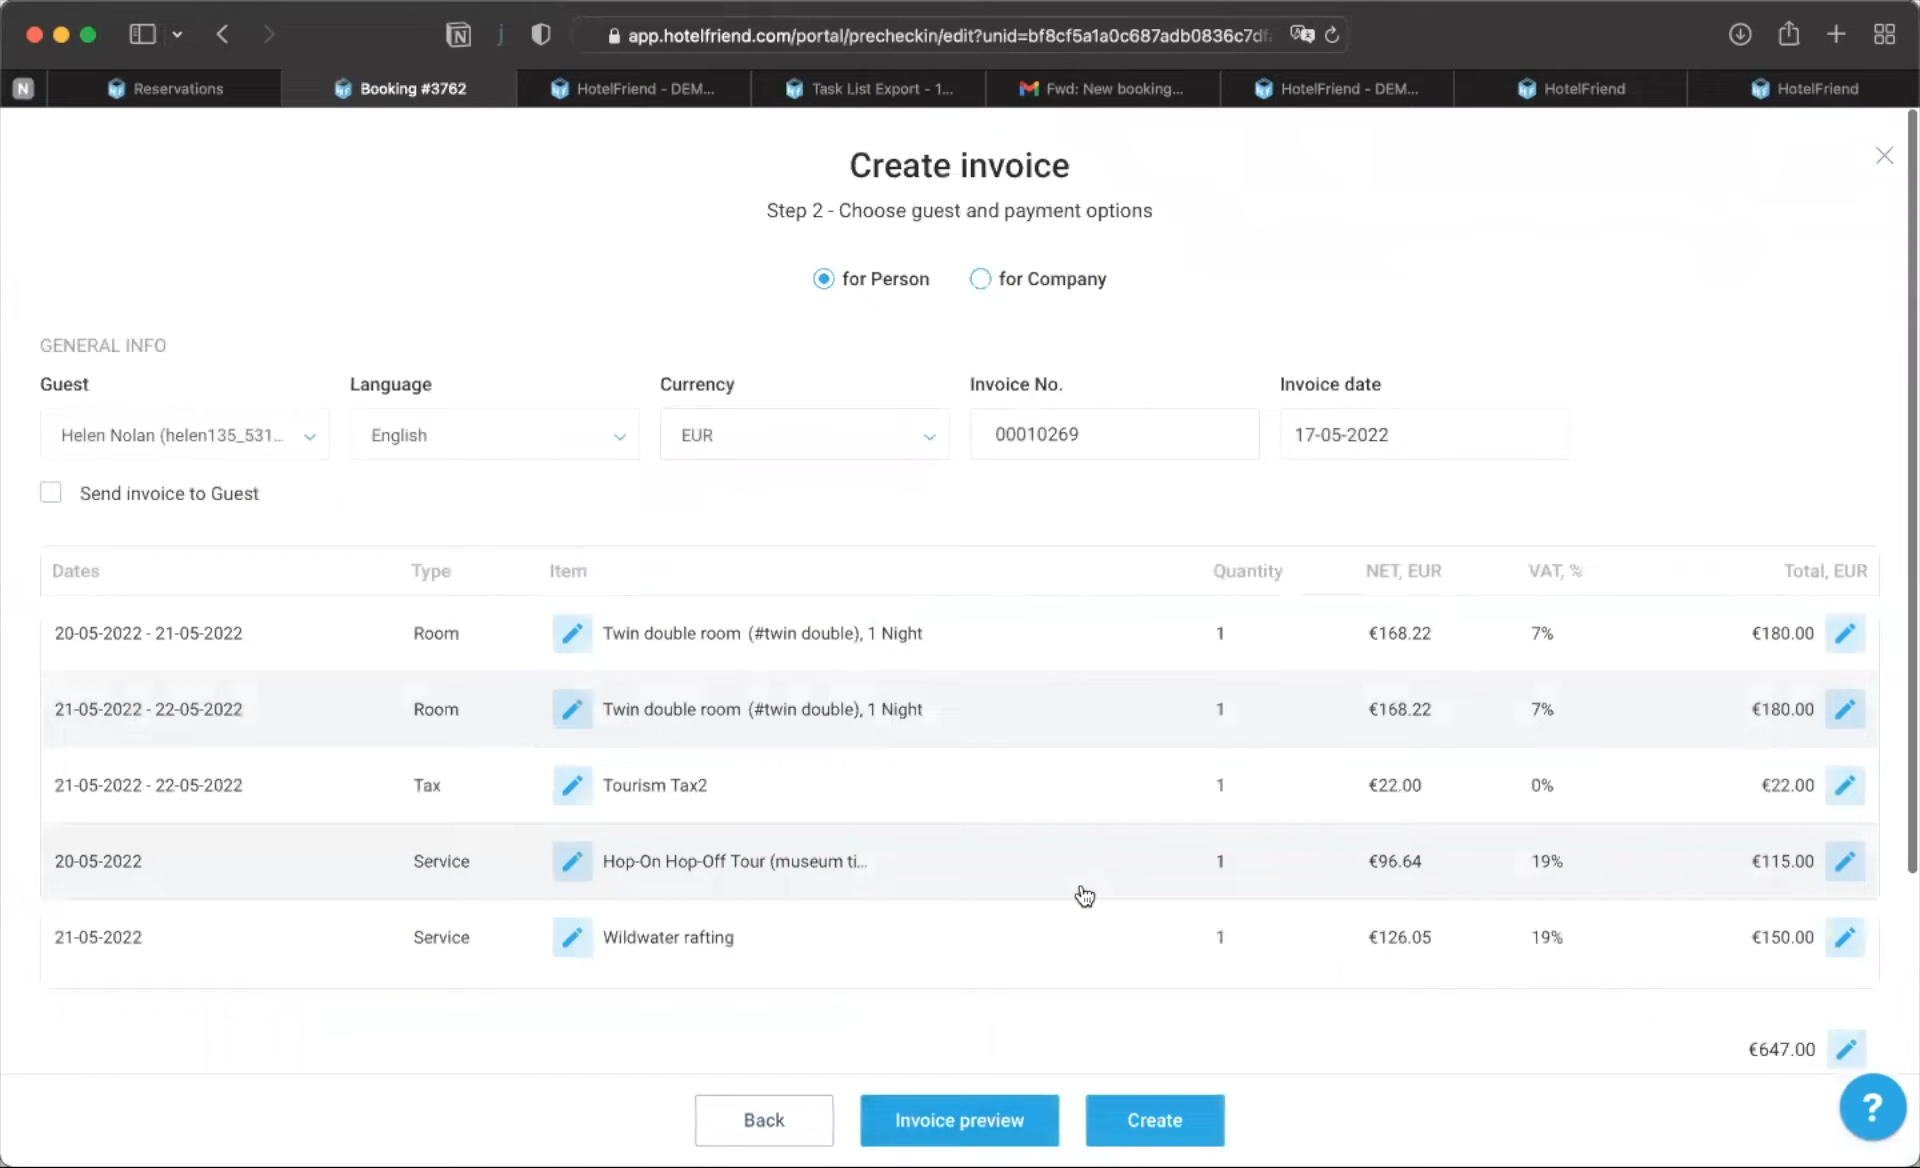 app.hotelfriend.com/portal/precheckin/edit?unid=bf8cf5a1a0c687adb0836c7df
N
Reservations
Booking #3762
HotelFriend - DEM...
Task List Export - 1...
Fwd: New booking...
HotelFriend - DEM...
HotelFriend
HotelFriend
Create invoice
Step 2 - Choose guest and payment options
for Person for Company
GENERAL INFO
Guest Language Currency Invoice No. Invoice date
Helen Nolan (helen135_531... English EUR 00010269 17-05-2022
Send invoice to Guest
Dates Type Item Quantity NET, EUR VAT, % Total, EUR
20-05-2022 - 21-05-2022 Room Twin double room (#twin double), 1 Night 1 €168.22 7% €180.00
21-05-2022 - 22-05-2022 Room Twin double room (#twin double), 1 Night 1 €168.22 7% €180.00
21-05-2022 - 22-05-2022 Tax Tourism Tax2 1 €22.00 0% €22.00
20-05-2022 Service Hop-On Hop-Off Tour (museum ti... 1 €96.64 19% €115.00
21-05-2022 Service Wildwater rafting 1 €126.05 19% €150.00
€647.00
Back Invoice preview Create
?